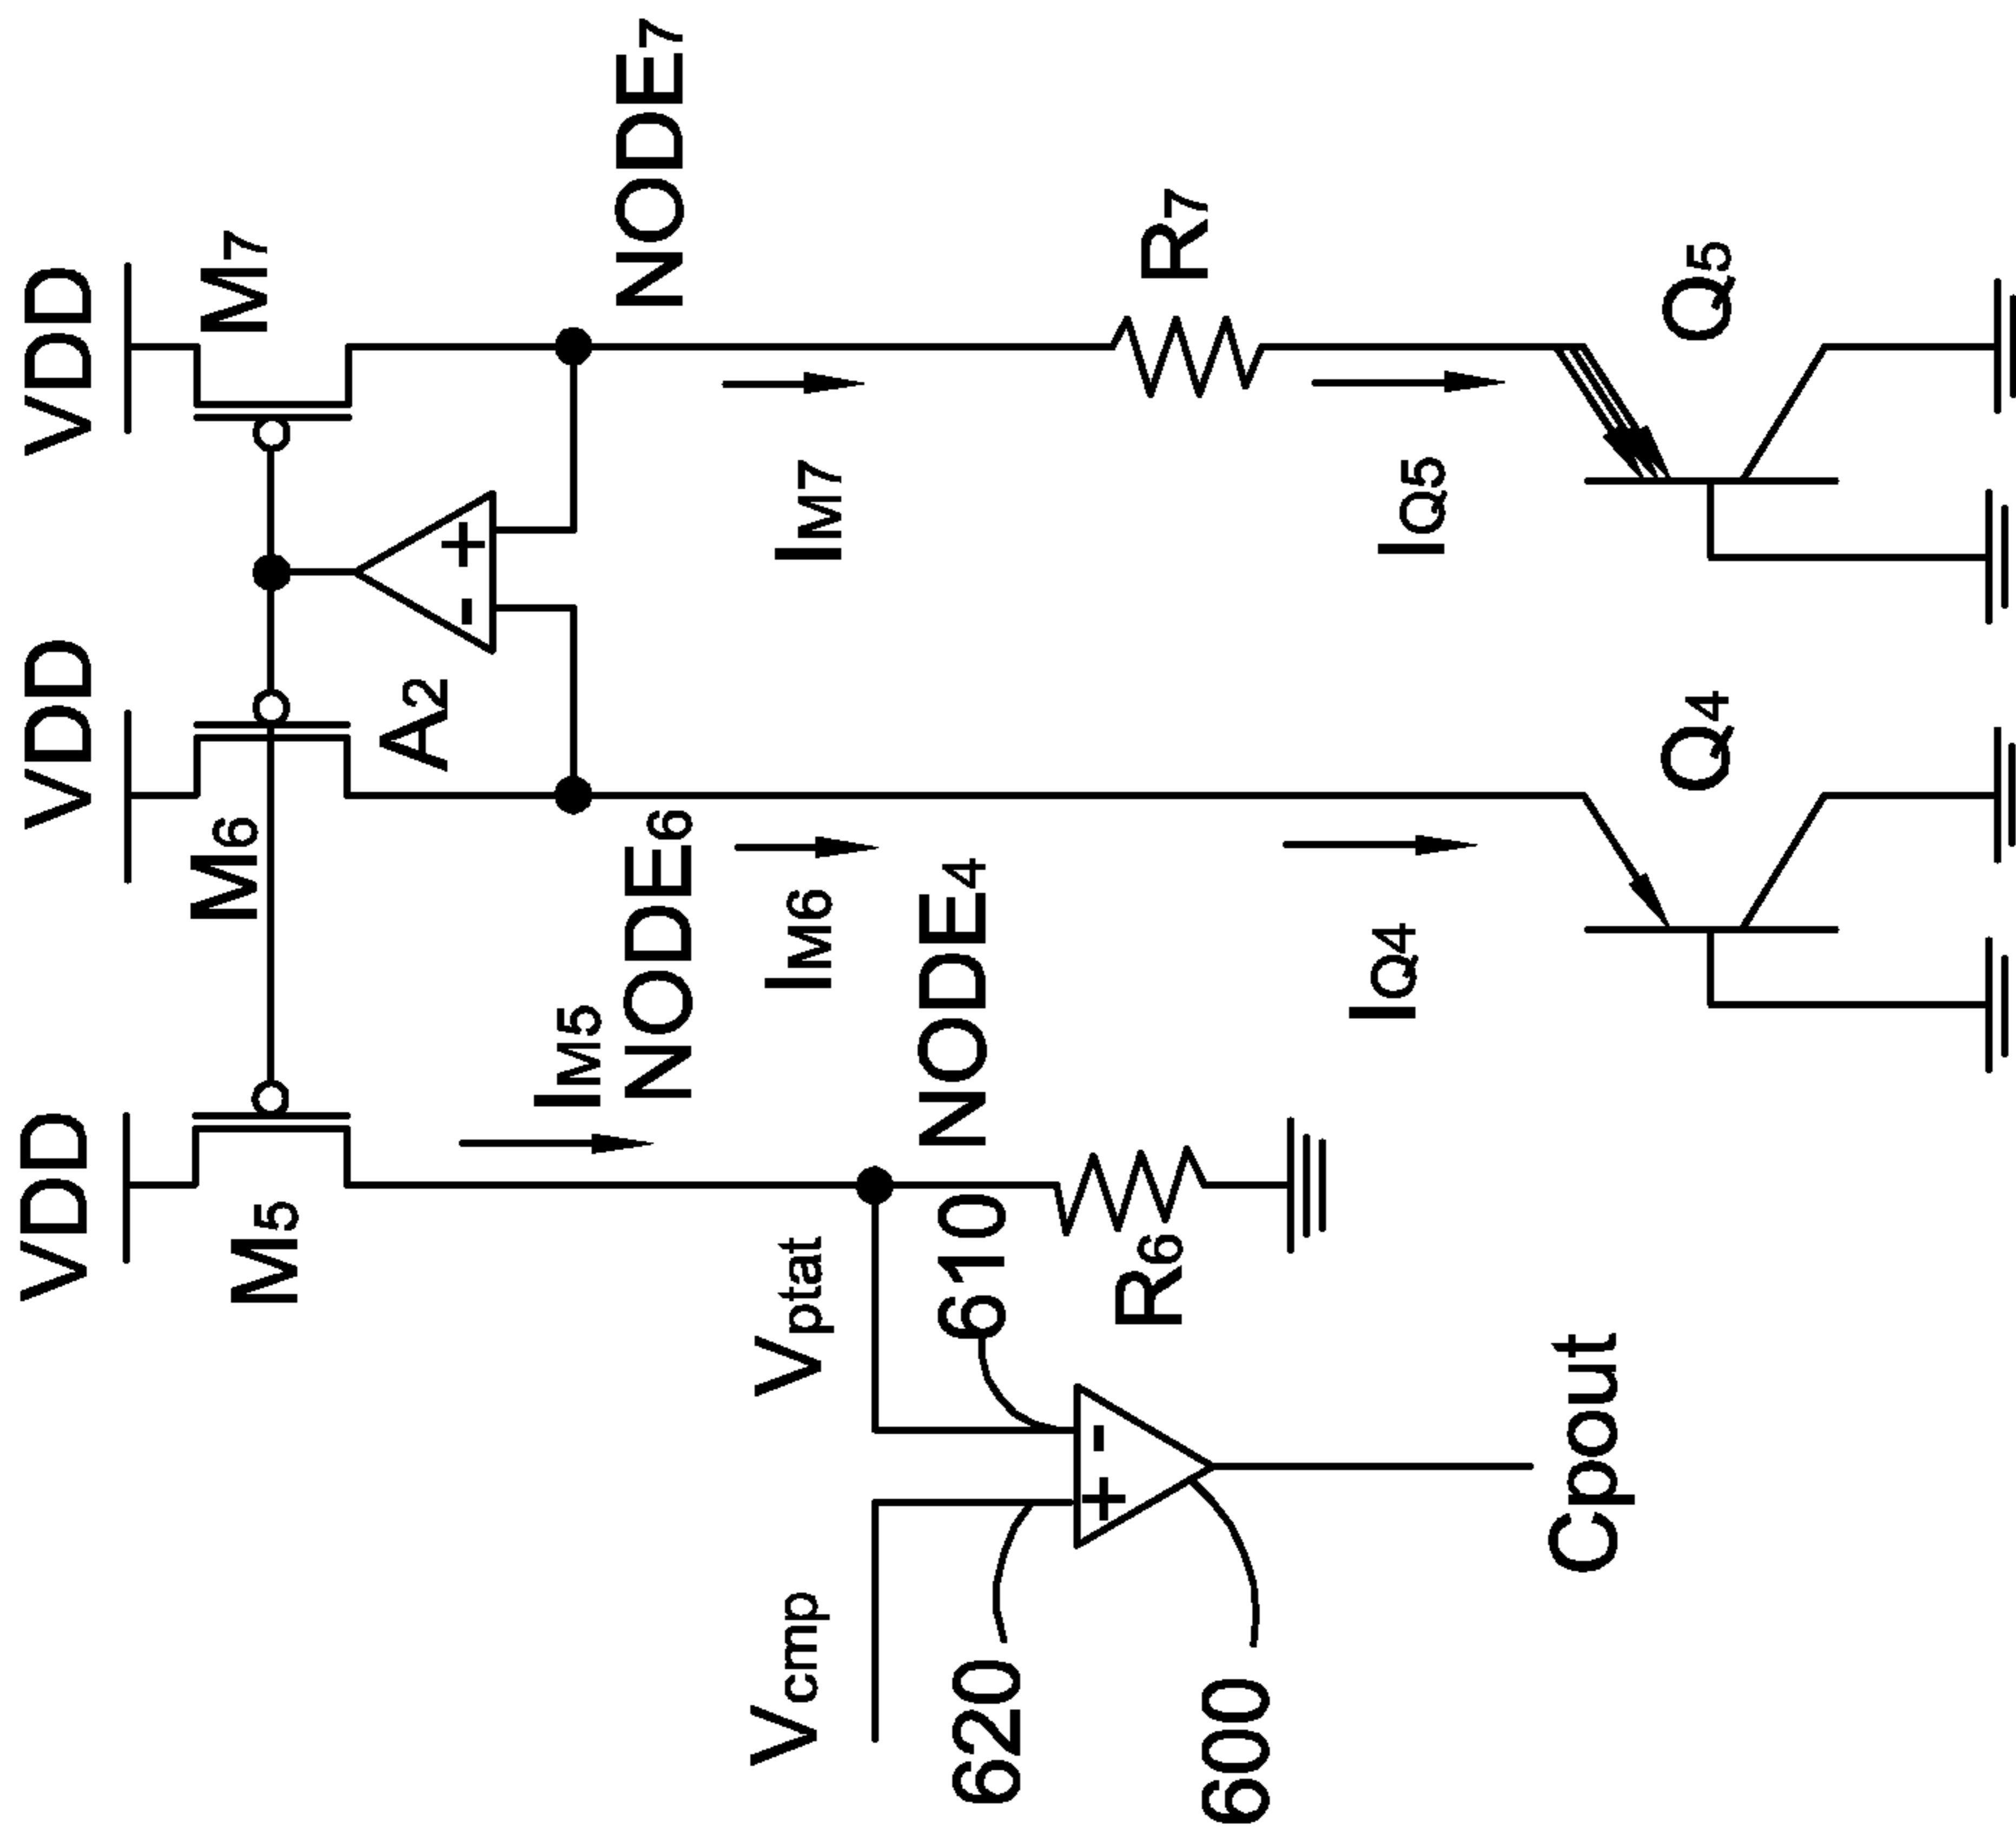 VDD
VDD
VDD
M5
M6
M7
A2
-
+
IM5
NODE6
NODE7
IM6
IM7
Vcmp
Vptat
NODE4
620
610
+
-
R6
R7
600
IQ4
IQ5
Cpout
Q4
Q5